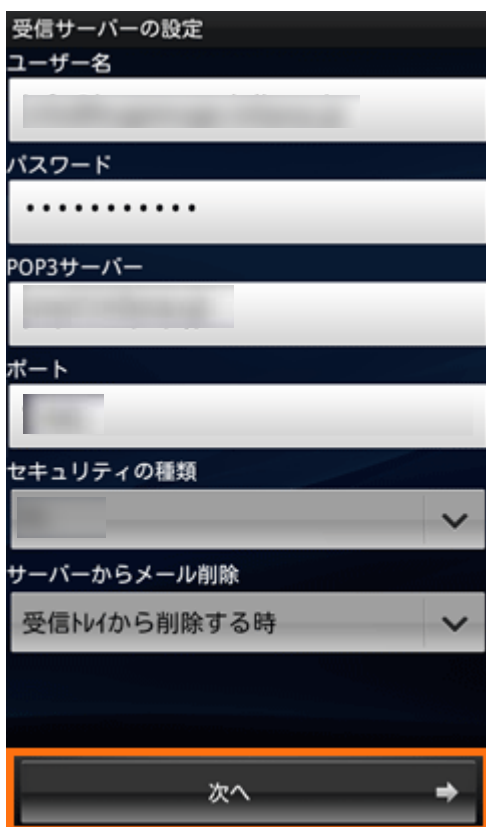 受信サーバーの設定
ユーザー名
パスワード
•••••••••••
POP3サーバー
ポート
セキュリティの種類
サーバーからメール削除
受信ﾄﾚｲから削除する時
次へ